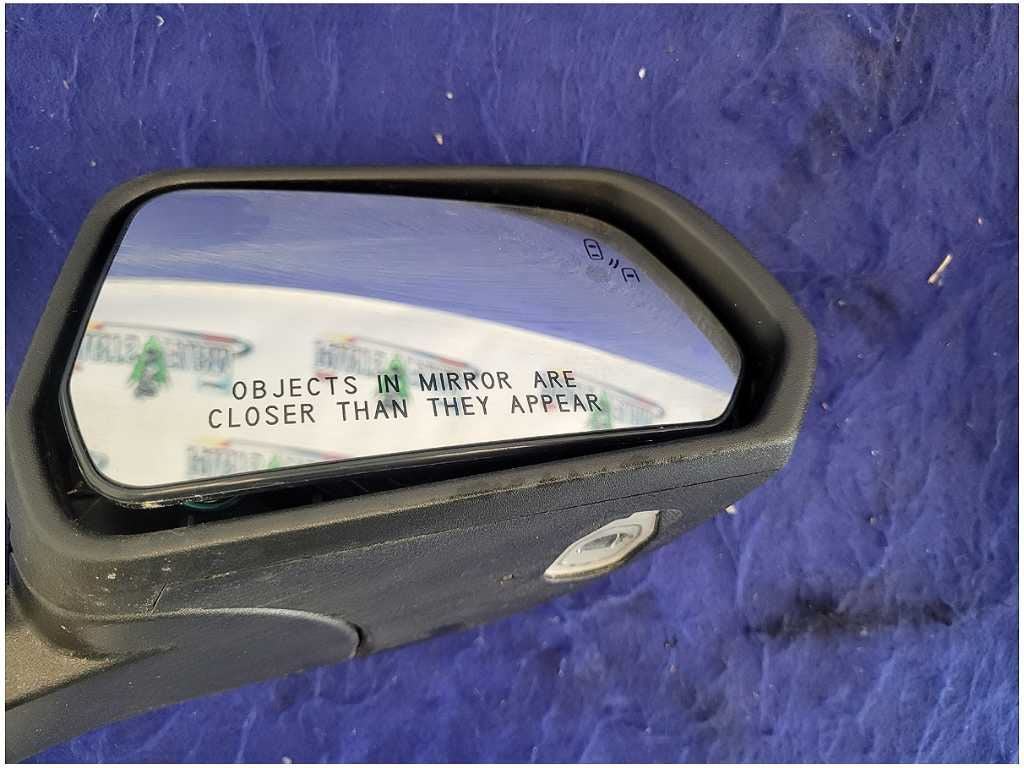 OBJECTS IN MIRROR ARE
CLOSER THAN THEY APPEAR